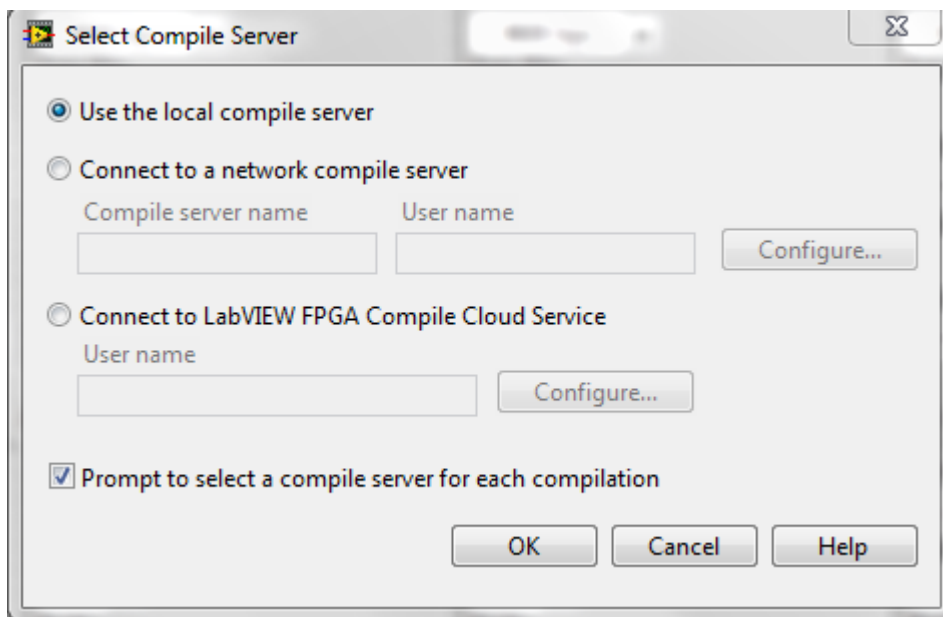 Select Compile Server
Use the local compile server
Connect to a network compile server
Compile server name User name
Configure...
Connect to LabVIEW FPGA Compile Cloud Service
User name
Configure...
Prompt to select a compile server for each compilation
OK Cancel Help